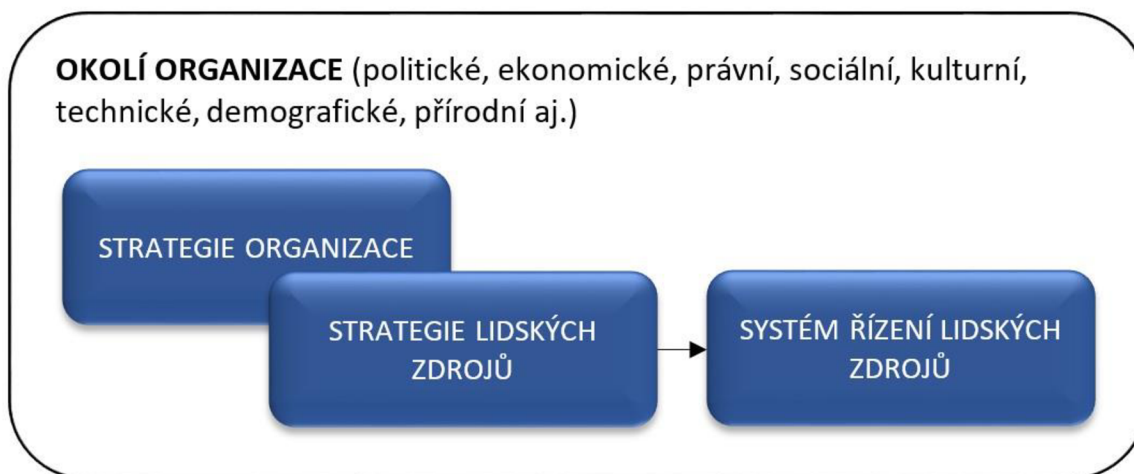 OKOLÍ ORGANIZACE (politické, ekonomické, právní, sociální, kulturní,
technické, demografické, přírodní aj.)
STRATEGIE ORGANIZACE
STRATEGIE LIDSKÝCH
ZDROJŮ
SYSTÉM ŘÍZENÍ LIDSKÝCH
ZDROJŮ